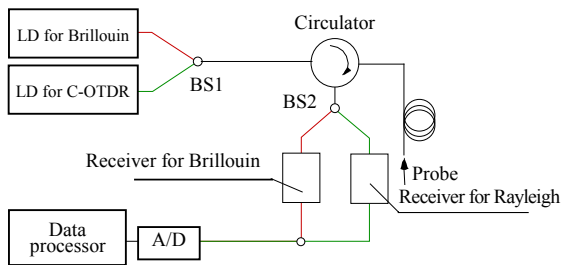 Circulator
LD for Brillouin
LD for C-OTDR
BS1
BS2
Receiver for Brillouin
Probe
Receiver for Rayleigh
Data
processor
A/D